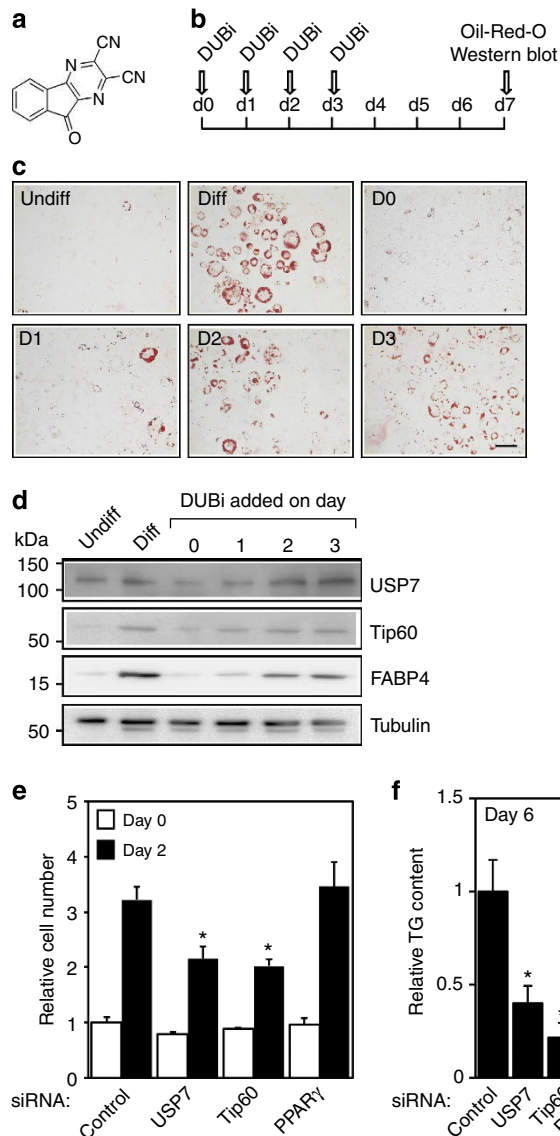 a
CN
N
CN
N
O
b
DUBi DUBi DUBi DUBi
Oil-Red-O
Western blot
d0 d1 d2 d3 d4 d5 d6 d7
c
Undiff Diff D0
D1 D2 D3
d
DUBi added on day
kDa Undiff Diff 0 1 2 3
150
100
USP7
50
Tip60
15
FABP4
50
Tubulin
e
5
4
3
2
1
0
Relative cell number
Day 0
Day 2
* *
siRNA: Control USP7 Tip60 PPARγ
f
1.5
1
0.5
0
Relative TG content
Day 6
*
siRNA: Control USP7